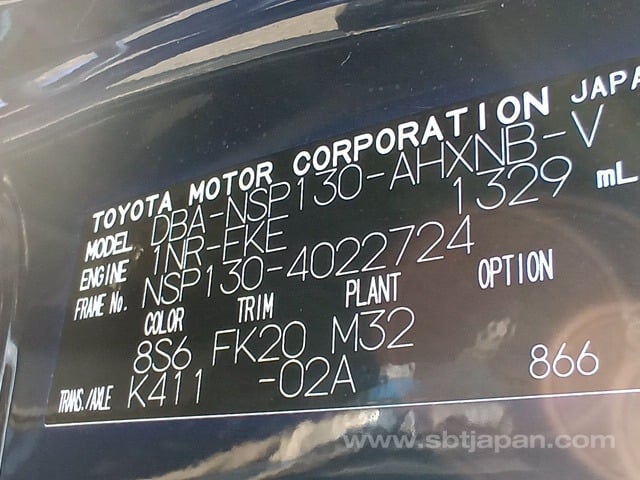 TOYOTA MOTOR CORPORATION JAPA
MODEL DBA-NSP130-AHXNB-V
ENGINE 1NR-FKE 1329 mL
FRAME No. NSP130-4022724
COLOR TRIM PLANT OPTION
8S6 FK20 M32
TRANS./AXLE K411 -02A 866
www.sbtjapan.com